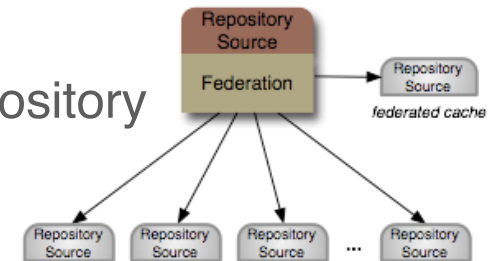 Repository
Source
Federation
Repository
Source
federated cache
ository
Repository
Source
Repository
Source
Repository
Source
...
Repository
Source